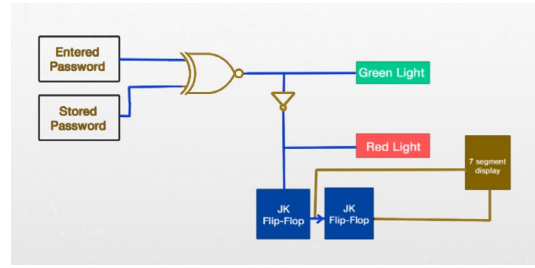 Entered
Password
Green Light
Stored
Password
Red Light
7 segment
display
JK
Flip-Flop
JK
Flip-Flop